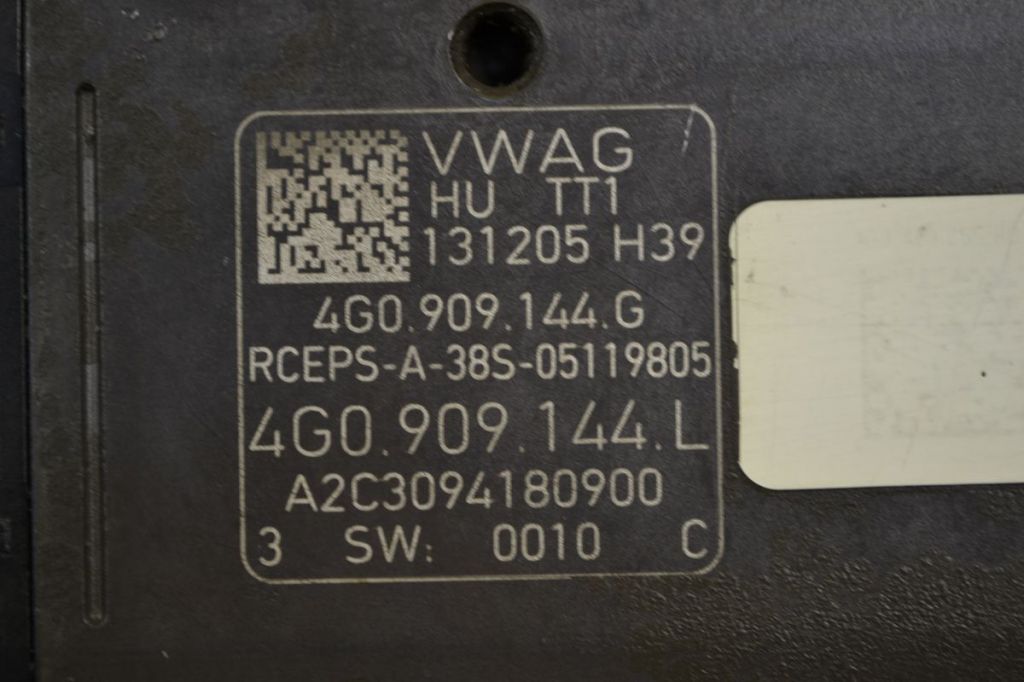 VWAG
HU TT1
131205 H39
4G0.909.144.G
RCEPS-A-38S-05119805
4G0.909.144.L
A2C3094180900
3 SW: 0010 C